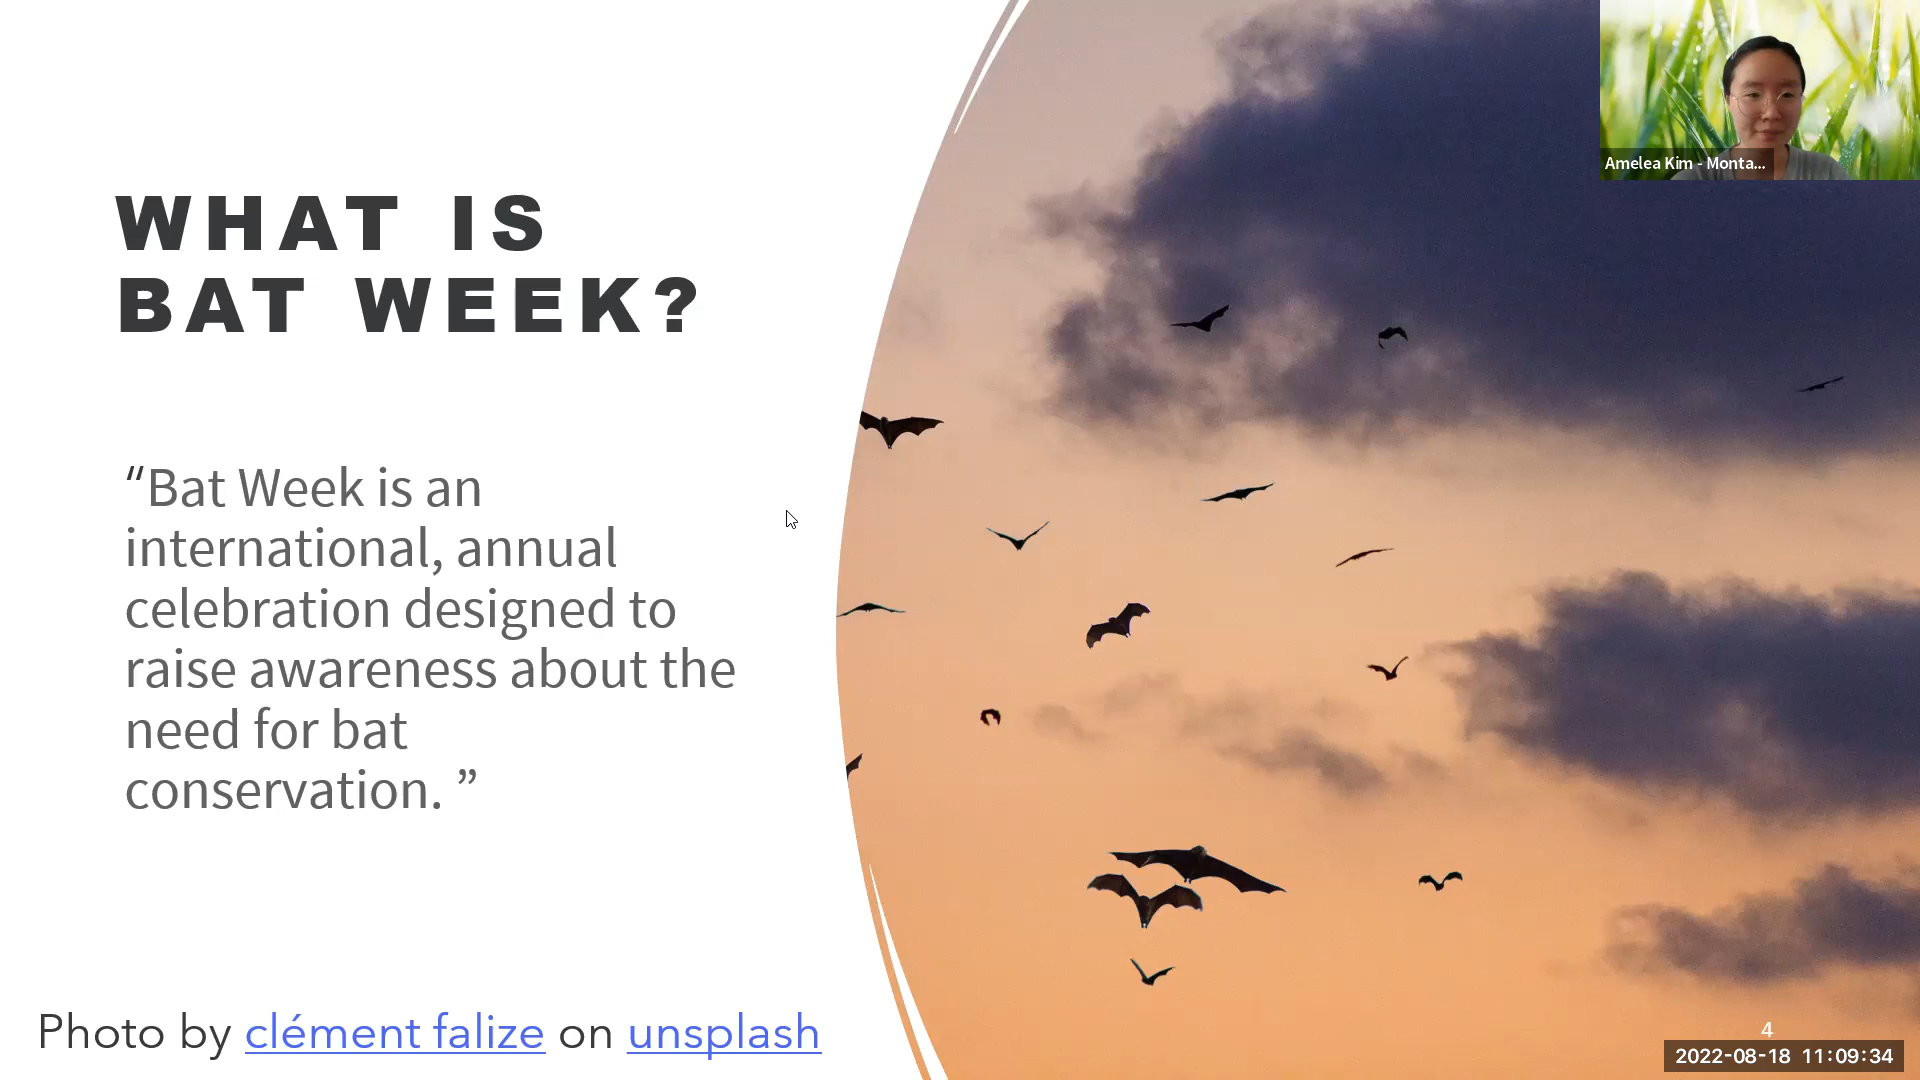 WHAT IS
BAT WEEK?
“Bat Week is an
international, annual
celebration designed to
raise awareness about the
need for bat
conservation. ”
Photo by clément falize on unsplash
Amelea Kim - Monta...
4
2022-08-18 11:09:34